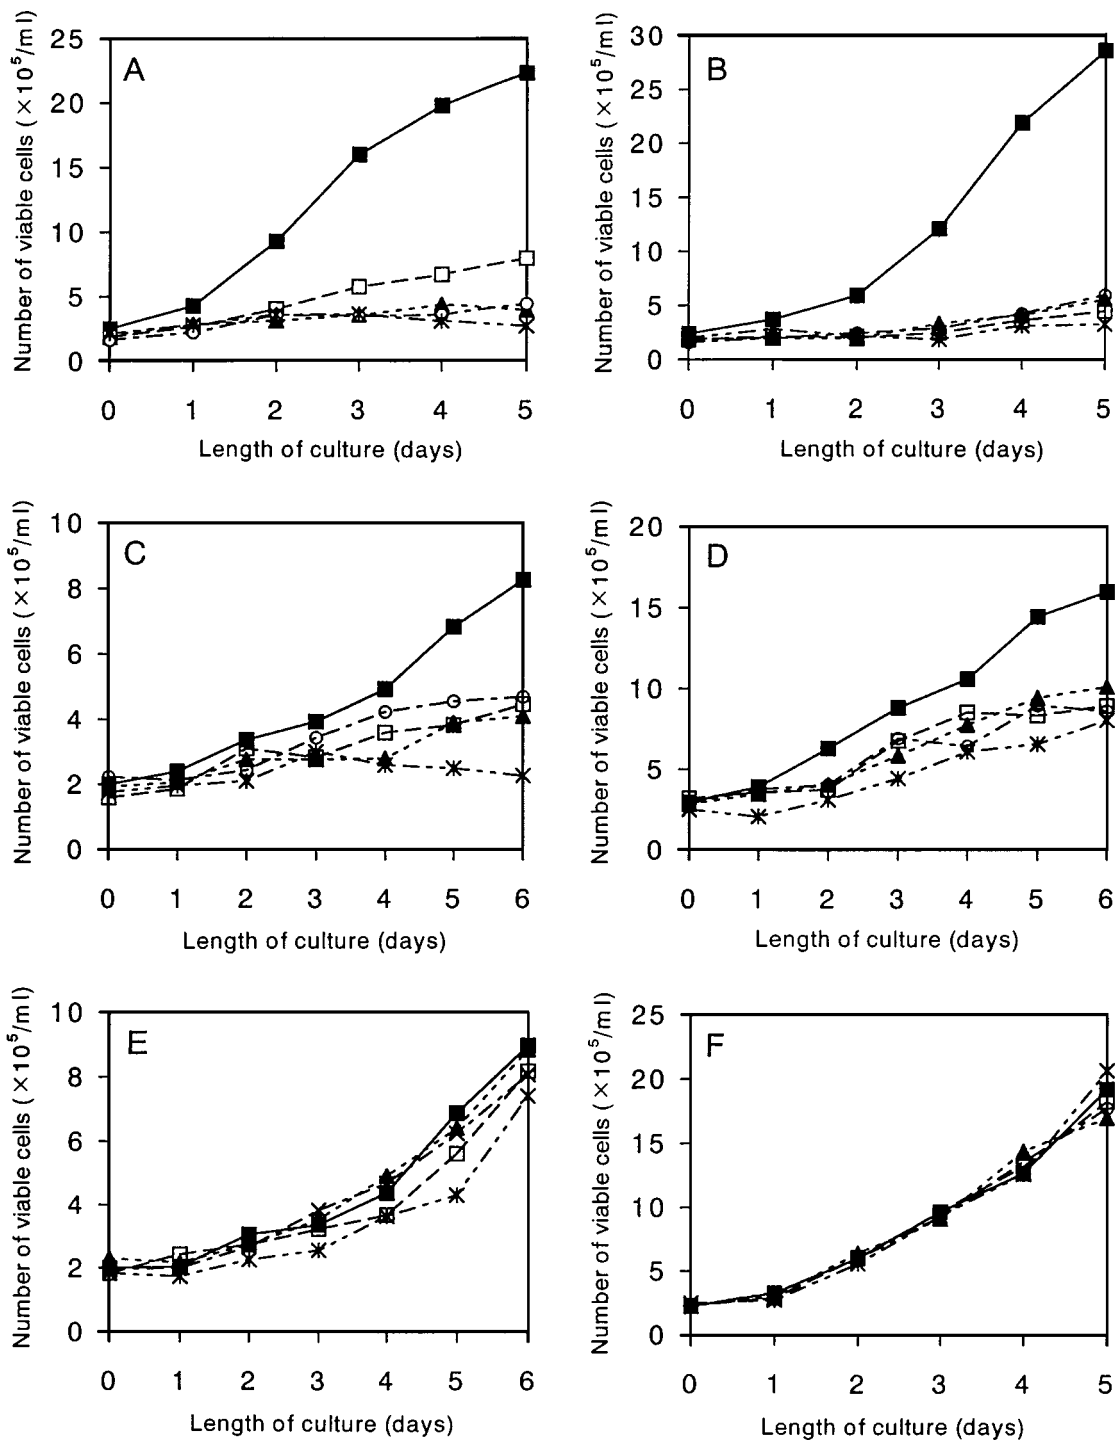 Number of viable cells (×10⁵/ml)
A
25
20
15
10
5
0
0 1 2 3 4 5
Length of culture (days)
Number of viable cells (×10⁵/ml)
B
30
25
20
15
10
5
0
0 1 2 3 4 5
Length of culture (days)
Number of viable cells (×10⁵/ml)
C
10
8
6
4
2
0
0 1 2 3 4 5 6
Length of culture (days)
Number of viable cells (×10⁵/ml)
D
20
15
10
5
0
0 1 2 3 4 5 6
Length of culture (days)
Number of viable cells (×10⁵/ml)
E
10
8
6
4
2
0
0 1 2 3 4 5 6
Length of culture (days)
Number of viable cells (×10⁵/ml)
F
25
20
15
10
5
0
0 1 2 3 4 5
Length of culture (days)